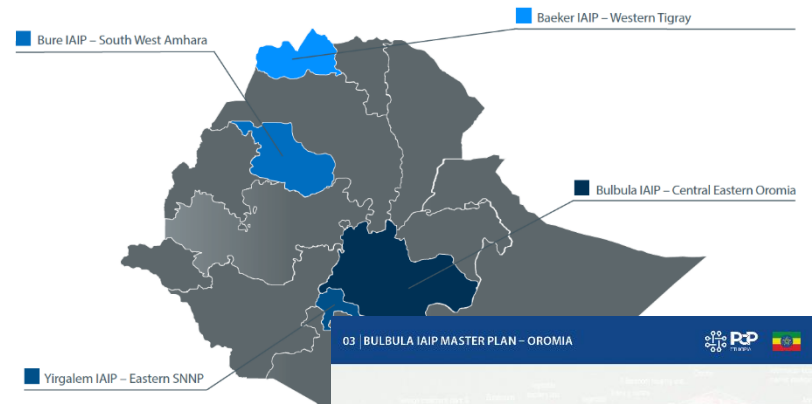 Baeker IAIP – Western Tigray
Bure IAIP – South West Amhara
Bulbula IAIP – Central Eastern Oromia
03 | BULBULA IAIP MASTER PLAN – OROMIA
PCP
Yirgalem IAIP – Eastern SNNP